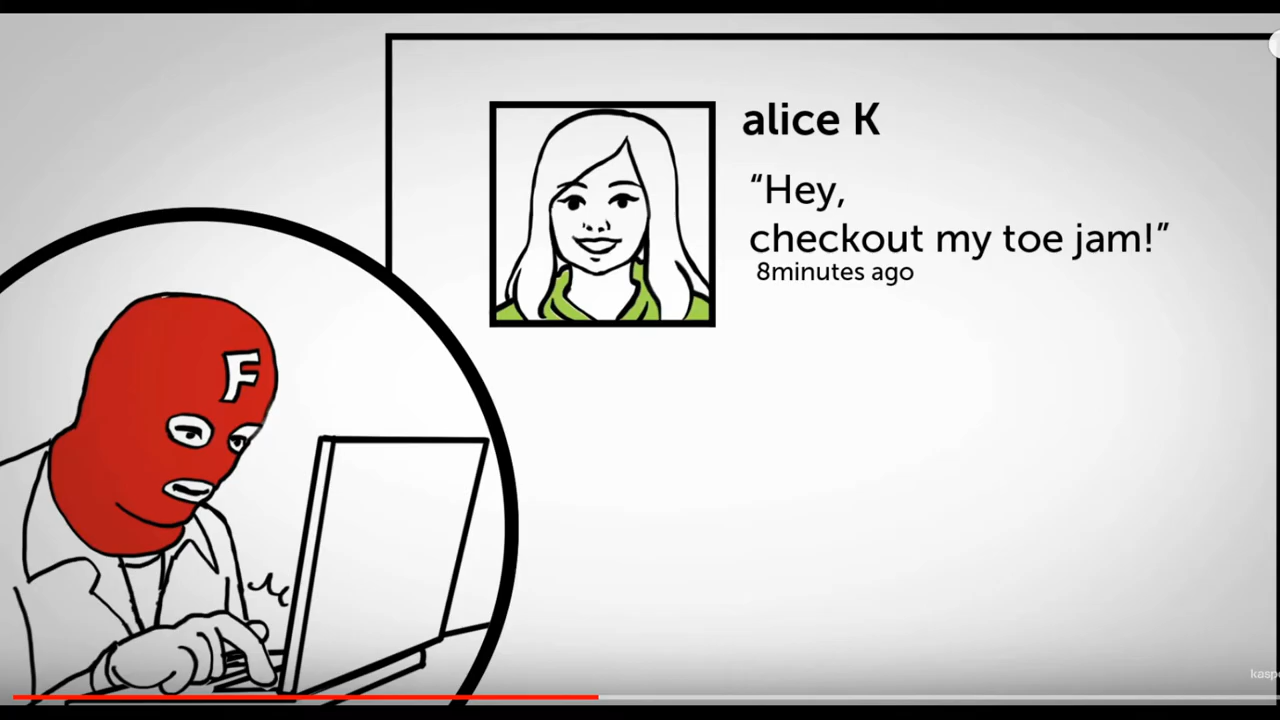 alice K
“Hey,
checkout my toe jam!”
8minutes ago
F